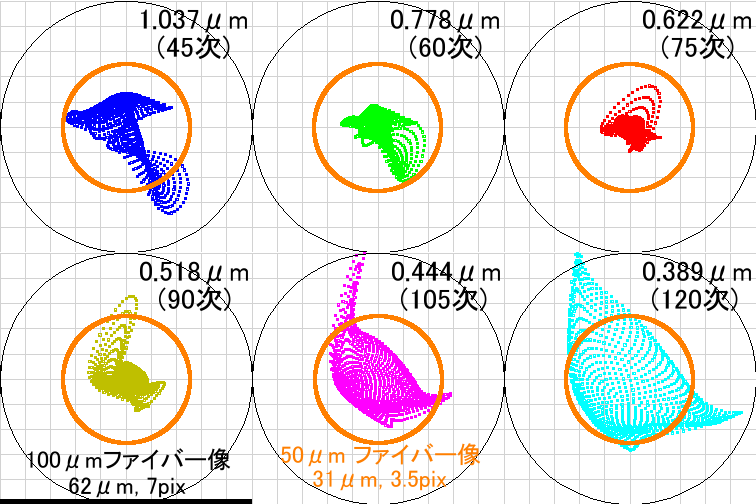 1.037μm
(45次)
0.778μm
(60次)
0.622μm
(75次)
0.518μm
(90次)
0.444μm
(105次)
0.389μm
(120次)
100μmファイバー像
62μm, 7pix
50μm ファイバー像
31μm, 3.5pix